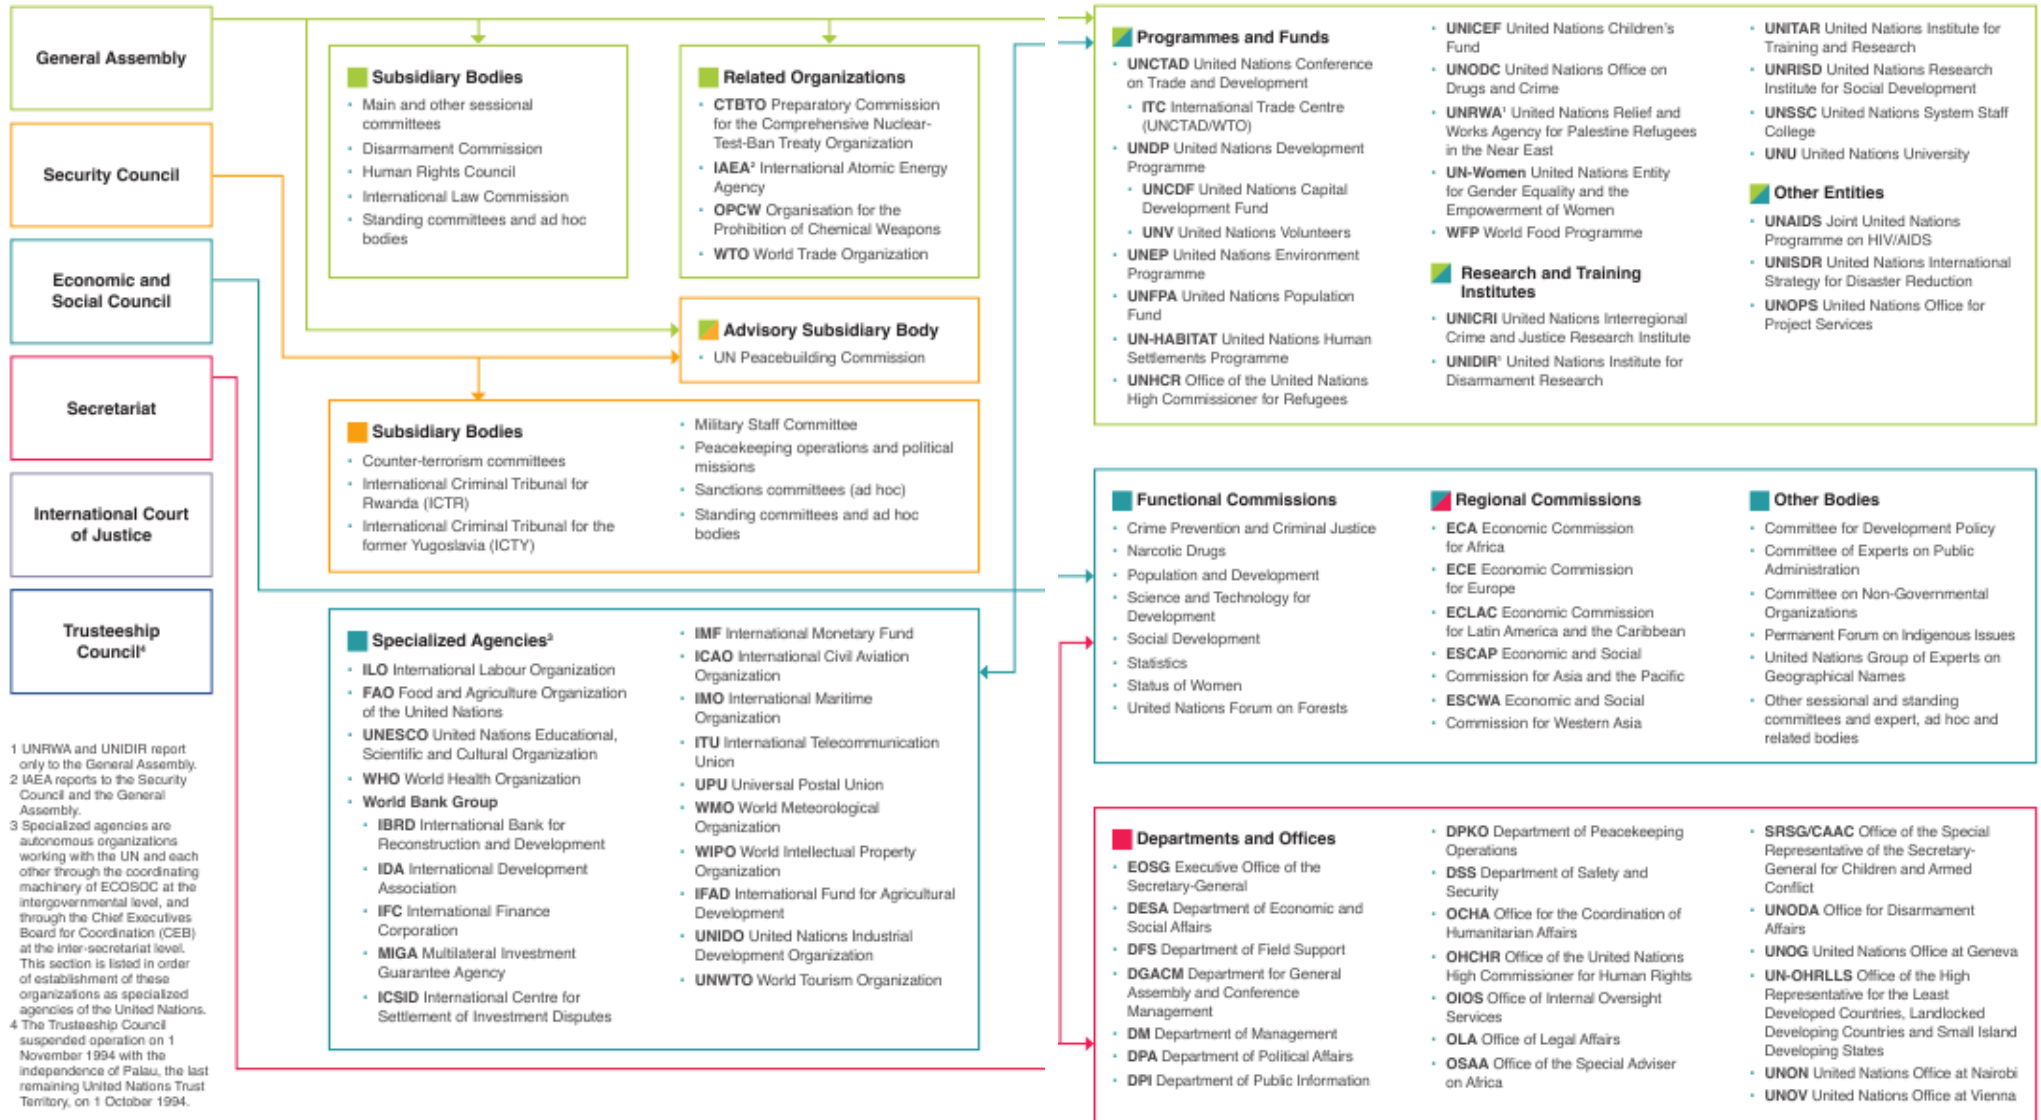 General Assembly
Security Council
Economic and
Social Council
Secretariat
International Court
of Justice
Trusteeship
Council⁴
1 UNRWA and UNIDIR report
only to the General Assembly.
2 IAEA reports to the Security
Council and the General
Assembly.
3 Specialized agencies are
autonomous organizations
working with the UN and each
other through the coordinating
machinery of ECOSOC at the
intergovernmental level, and
through the Chief Executives
Board for Coordination (CEB)
at the inter-secretariat level.
This section is listed in order
of establishment of these
organizations as specialized
agencies of the United Nations.
4 The Trusteeship Council
suspended operation on 1
November 1994 with the
independence of Palau, the last
remaining United Nations Trust
Territory, on 1 October 1994.
Subsidiary Bodies
• Main and other sessional
committees
• Disarmament Commission
• Human Rights Council
• International Law Commission
• Standing committees and ad hoc
bodies
Related Organizations
• CTBTO Preparatory Commission
for the Comprehensive Nuclear-
Test-Ban Treaty Organization
• IAEA² International Atomic Energy
Agency
• OPCW Organisation for the
Prohibition of Chemical Weapons
• WTO World Trade Organization
Advisory Subsidiary Body
• UN Peacebuilding Commission
Subsidiary Bodies
• Counter-terrorism committees
• International Criminal Tribunal for
Rwanda (ICTR)
• International Criminal Tribunal for the
former Yugoslavia (ICTY)
• Military Staff Committee
• Peacekeeping operations and political
missions
• Sanctions committees (ad hoc)
• Standing committees and ad hoc
bodies
Specialized Agencies³
• ILO International Labour Organization
• FAO Food and Agriculture Organization
of the United Nations
• UNESCO United Nations Educational,
Scientific and Cultural Organization
• WHO World Health Organization
• World Bank Group
• IBRD International Bank for
Reconstruction and Development
• IDA International Development
Association
• IFC International Finance
Corporation
• MIGA Multilateral Investment
Guarantee Agency
• ICSID International Centre for
Settlement of Investment Disputes
• IMF International Monetary Fund
• ICAO International Civil Aviation
Organization
• IMO International Maritime
Organization
• ITU International Telecommunication
Union
• UPU Universal Postal Union
• WMO World Meteorological
Organization
• WIPO World Intellectual Property
Organization
• IFAD International Fund for Agricultural
Development
• UNIDO United Nations Industrial
Development Organization
• UNWTO World Tourism Organization
Programmes and Funds
• UNCTAD United Nations Conference
on Trade and Development
• ITC International Trade Centre
(UNCTAD/WTO)
• UNDP United Nations Development
Programme
• UNCDF United Nations Capital
Development Fund
• UNV United Nations Volunteers
• UNEP United Nations Environment
Programme
• UNFPA United Nations Population
Fund
• UN-HABITAT United Nations Human
Settlements Programme
• UNHCR Office of the United Nations
High Commissioner for Refugees
• UNICEF United Nations Children's
Fund
• UNODC United Nations Office on
Drugs and Crime
• UNRWA¹ United Nations Relief and
Works Agency for Palestine Refugees
in the Near East
• UN-Women United Nations Entity
for Gender Equality and the
Empowerment of Women
• WFP World Food Programme
Research and Training
Institutes
• UNICRI United Nations Interregional
Crime and Justice Research Institute
• UNIDIR¹ United Nations Institute for
Disarmament Research
• UNITAR United Nations Institute for
Training and Research
• UNRISD United Nations Research
Institute for Social Development
• UNSSC United Nations System Staff
College
• UNU United Nations University
Other Entities
• UNAIDS Joint United Nations
Programme on HIV/AIDS
• UNISDR United Nations International
Strategy for Disaster Reduction
• UNOPS United Nations Office for
Project Services
Functional Commissions
• Crime Prevention and Criminal Justice
• Narcotic Drugs
• Population and Development
• Science and Technology for
Development
• Social Development
• Statistics
• Status of Women
• United Nations Forum on Forests
Regional Commissions
• ECA Economic Commission
for Africa
• ECE Economic Commission
for Europe
• ECLAC Economic Commission
for Latin America and the Caribbean
• ESCAP Economic and Social
• Commission for Asia and the Pacific
• ESCWA Economic and Social
• Commission for Western Asia
Other Bodies
• Committee for Development Policy
• Committee of Experts on Public
Administration
• Committee on Non-Governmental
Organizations
• Permanent Forum on Indigenous Issues
• United Nations Group of Experts on
Geographical Names
• Other sessional and standing
committees and expert, ad hoc and
related bodies
Departments and Offices
• EOSG Executive Office of the
Secretary-General
• DESA Department of Economic and
Social Affairs
• DFS Department of Field Support
• DGACM Department for General
Assembly and Conference
Management
• DM Department of Management
• DPA Department of Political Affairs
• DPI Department of Public Information
• DPKO Department of Peacekeeping
Operations
• DSS Department of Safety and
Security
• OCHA Office for the Coordination of
Humanitarian Affairs
• OHCHR Office of the United Nations
High Commissioner for Human Rights
• OIOS Office of Internal Oversight
Services
• OLA Office of Legal Affairs
• OSAA Office of the Special Adviser
on Africa
• SRSG/CAAC Office of the Special
Representative of the Secretary-
General for Children and Armed
Conflict
• UNODA Office for Disarmament
Affairs
• UNOG United Nations Office at Geneva
• UN-OHRLLS Office of the High
Representative for the Least
Developed Countries, Landlocked
Developing Countries and Small Island
Developing States
• UNON United Nations Office at Nairobi
• UNOV United Nations Office at Vienna